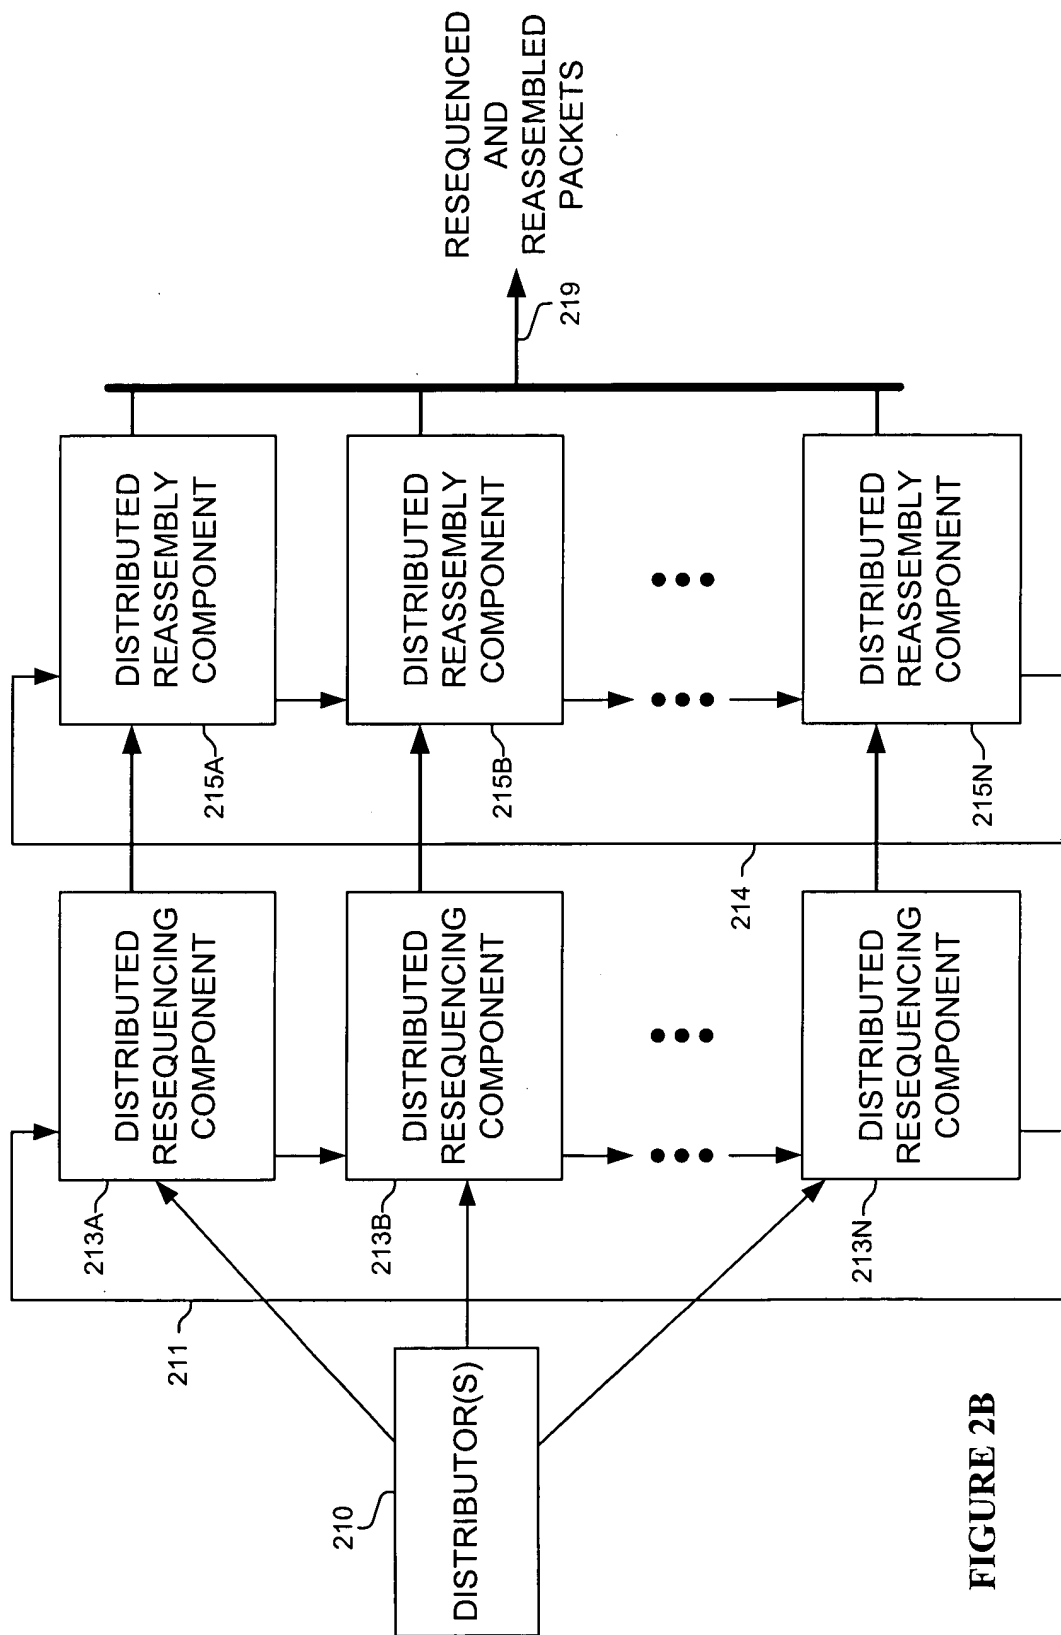 211
210
DISTRIBUTOR(S)
213A
DISTRIBUTED
RESEQUENCING
COMPONENT
213B
DISTRIBUTED
RESEQUENCING
COMPONENT
213N
DISTRIBUTED
RESEQUENCING
COMPONENT
214
215A
DISTRIBUTED
REASSEMBLY
COMPONENT
215B
DISTRIBUTED
REASSEMBLY
COMPONENT
215N
DISTRIBUTED
REASSEMBLY
COMPONENT
219
RESEQUENCED
AND
REASSEMBLED
PACKETS
FIGURE 2B